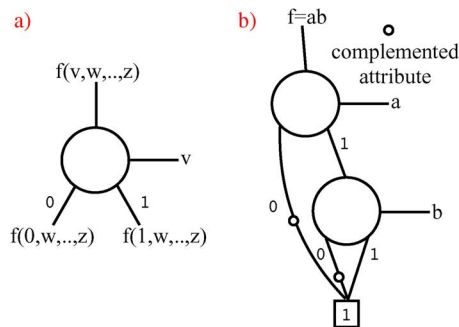 a)
f(v,w,..,z)
v
0
1
f(0,w,..,z)
f(1,w,..,z)
b)
f=ab
complemented
attribute
a
1
0
b
0
1
1